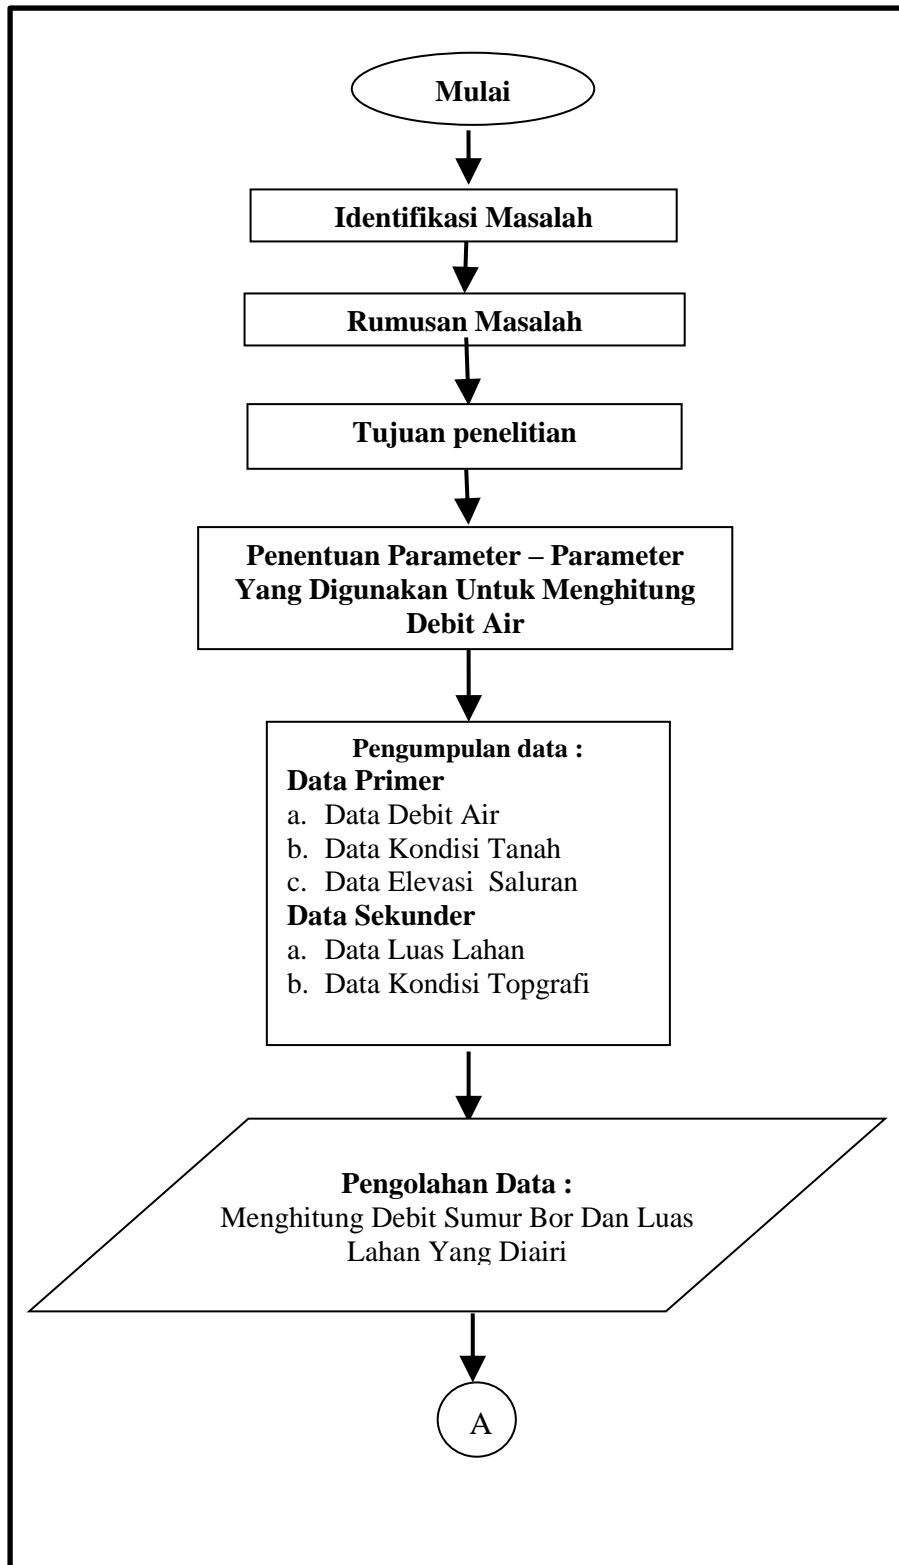 Mulai
Identifikasi Masalah
Rumusan Masalah
Tujuan penelitian
Penentuan Parameter – Parameter
Yang Digunakan Untuk Menghitung
Debit Air
Pengumpulan data :
Data Primer
a. Data Debit Air
b. Data Kondisi Tanah
c. Data Elevasi Saluran
Data Sekunder
a. Data Luas Lahan
b. Data Kondisi Topgrafi
Pengolahan Data :
Menghitung Debit Sumur Bor Dan Luas
Lahan Yang Diairi
A